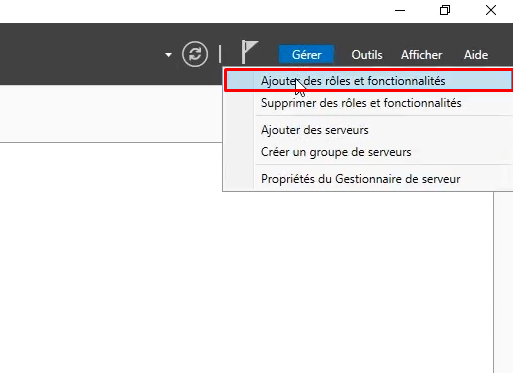 Gérer Outils Afficher Aide
Ajouter des rôles et fonctionnalités
Supprimer des rôles et fonctionnalités
Ajouter des serveurs
Créer un groupe de serveurs
Propriétés du Gestionnaire de serveur